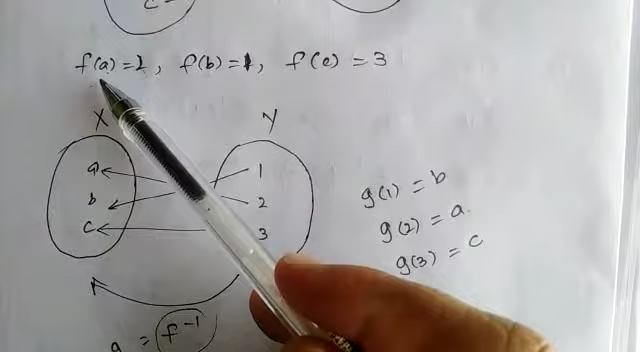 c
f(a) = 2, f(b) = 1, f(c) = 3
X Y
a 1
b 2
c 3
g(1) = b
g(2) = a.
g(3) = c
g = f⁻¹